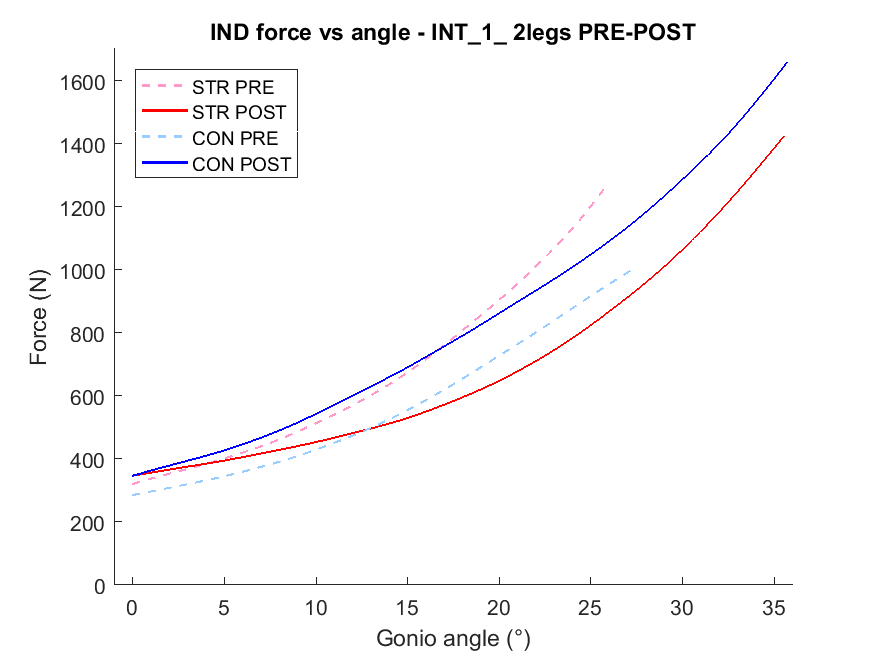 IND force vs angle - INT_1_ 2legs PRE-POST
STR PRE
STR POST
CON PRE
CON POST
Force (N)
1600
1400
1200
1000
800
600
400
200
0
0 5 10 15 20 25 30 35
Gonio angle (°)